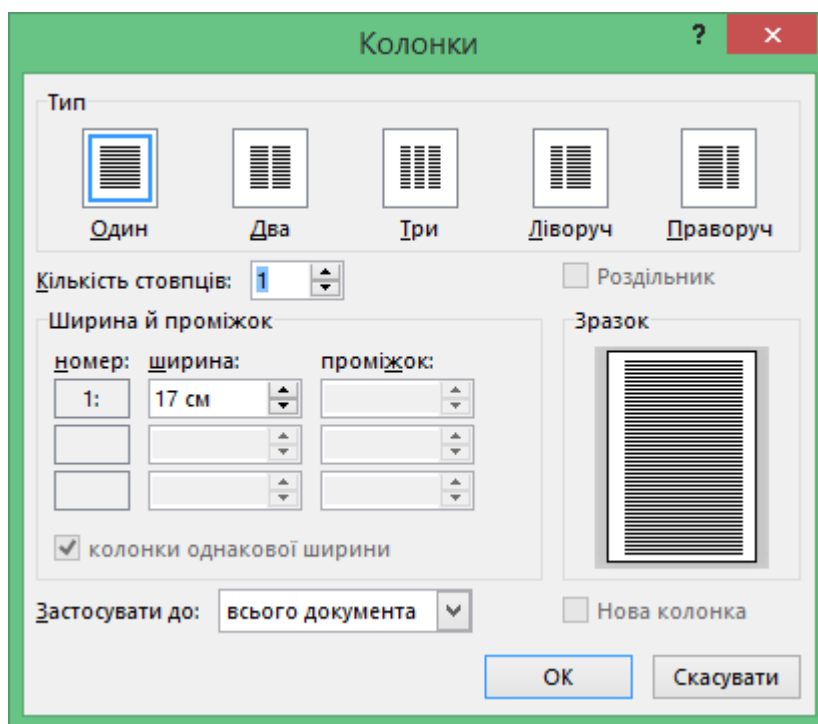 Колонки ?
Тип
Один Два Три Ліворуч Праворуч
Кількість стовпців: 1 Роздільник
Ширина й проміжок Зразок
номер: ширина: проміжок:
1: 17 см
колонки однакової ширини
Застосувати до: всього документа Нова колонка
ОК Скасувати